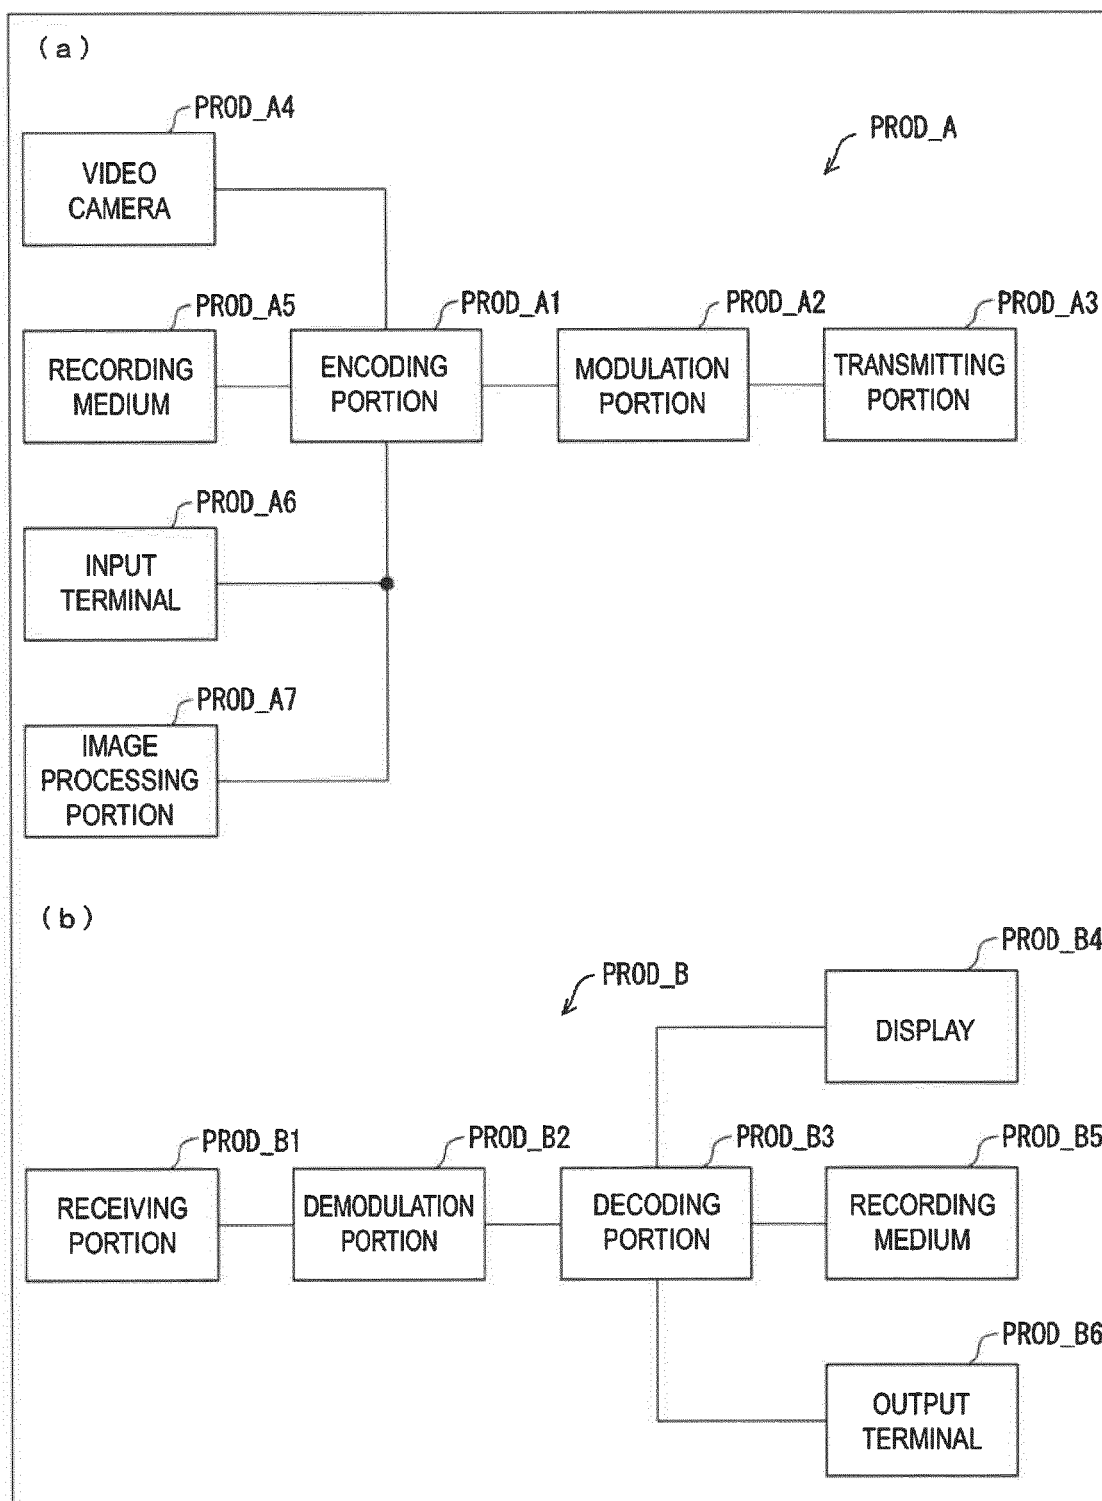 (a)
PROD_A4
VIDEO
CAMERA
PROD_A
PROD_A5
RECORDING
MEDIUM
PROD_A1
ENCODING
PORTION
PROD_A2
MODULATION
PORTION
PROD_A3
TRANSMITTING
PORTION
PROD_A6
INPUT
TERMINAL
PROD_A7
IMAGE
PROCESSING
PORTION
(b)
PROD_B4
DISPLAY
PROD_B
PROD_B1
RECEIVING
PORTION
PROD_B2
DEMODULATION
PORTION
PROD_B3
DECODING
PORTION
PROD_B5
RECORDING
MEDIUM
PROD_B6
OUTPUT
TERMINAL